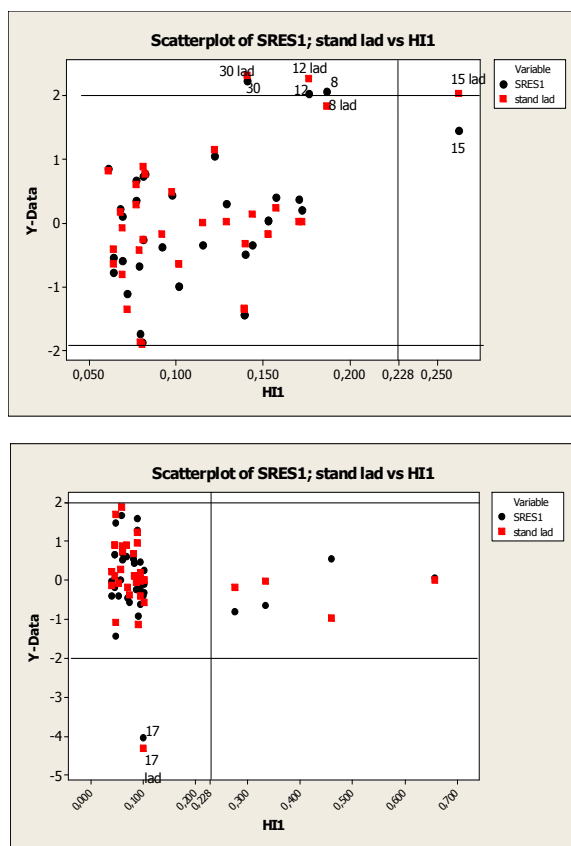 Scatterplot of SRES1; stand lad vs HI1
30 lad
12 lad
8
15 lad
30
12
8 lad
15
Variable
SRES1
stand lad
2
1
0
-1
-2
Y-Data
0,050
0,100
0,150
0,200
0,228
0,250
HI1
Scatterplot of SRES1; stand lad vs HI1
Variable
SRES1
stand lad
2
1
0
-1
-2
-3
-4
-5
Y-Data
17
17
lad
0,000
0,100
0,200
0,228
0,300
0,400
0,500
0,600
0,700
HI1